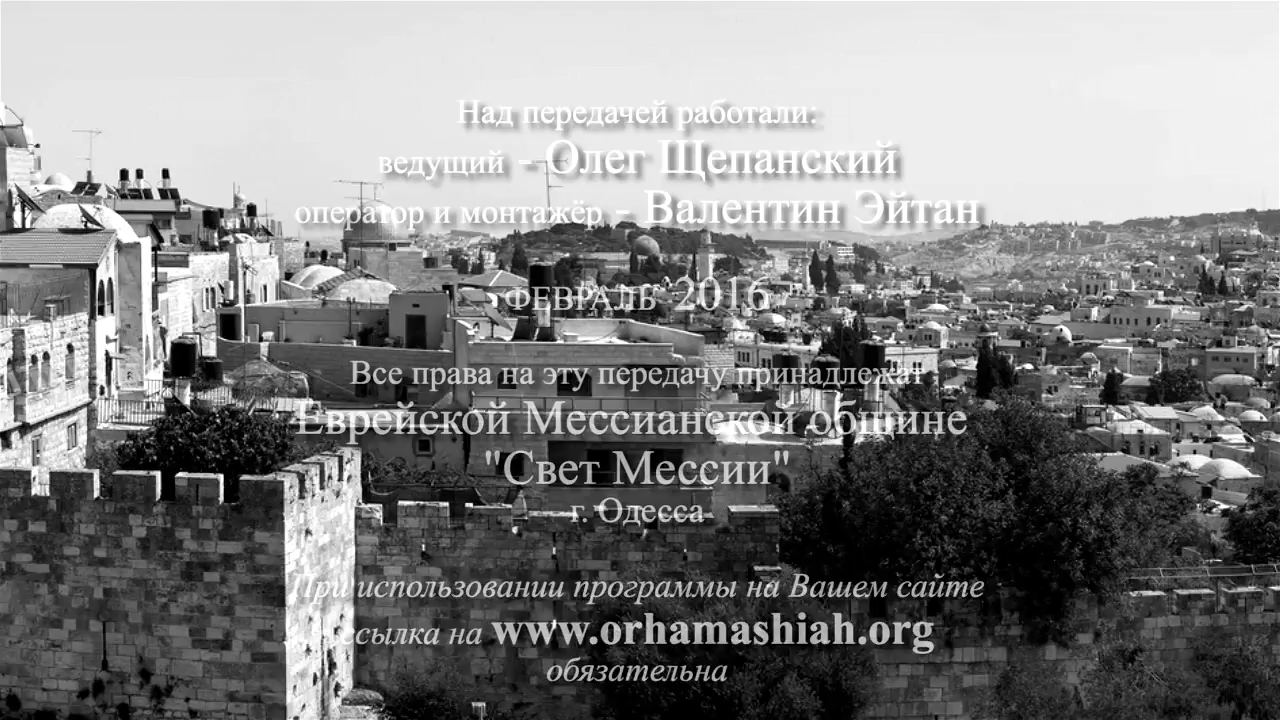 Над передачей работали:
ведущий - Олег Щепанский
оператор и монтажёр - Валентин Эйтан
ФЕВРАЛЬ 2016
Все права на эту передачу принадлежат
Еврейской Мессианской общине
"Свет Мессии"
г. Одесса
При использовании программы на Вашем сайте
ссылка на www.orhamashiah.org
обязательна